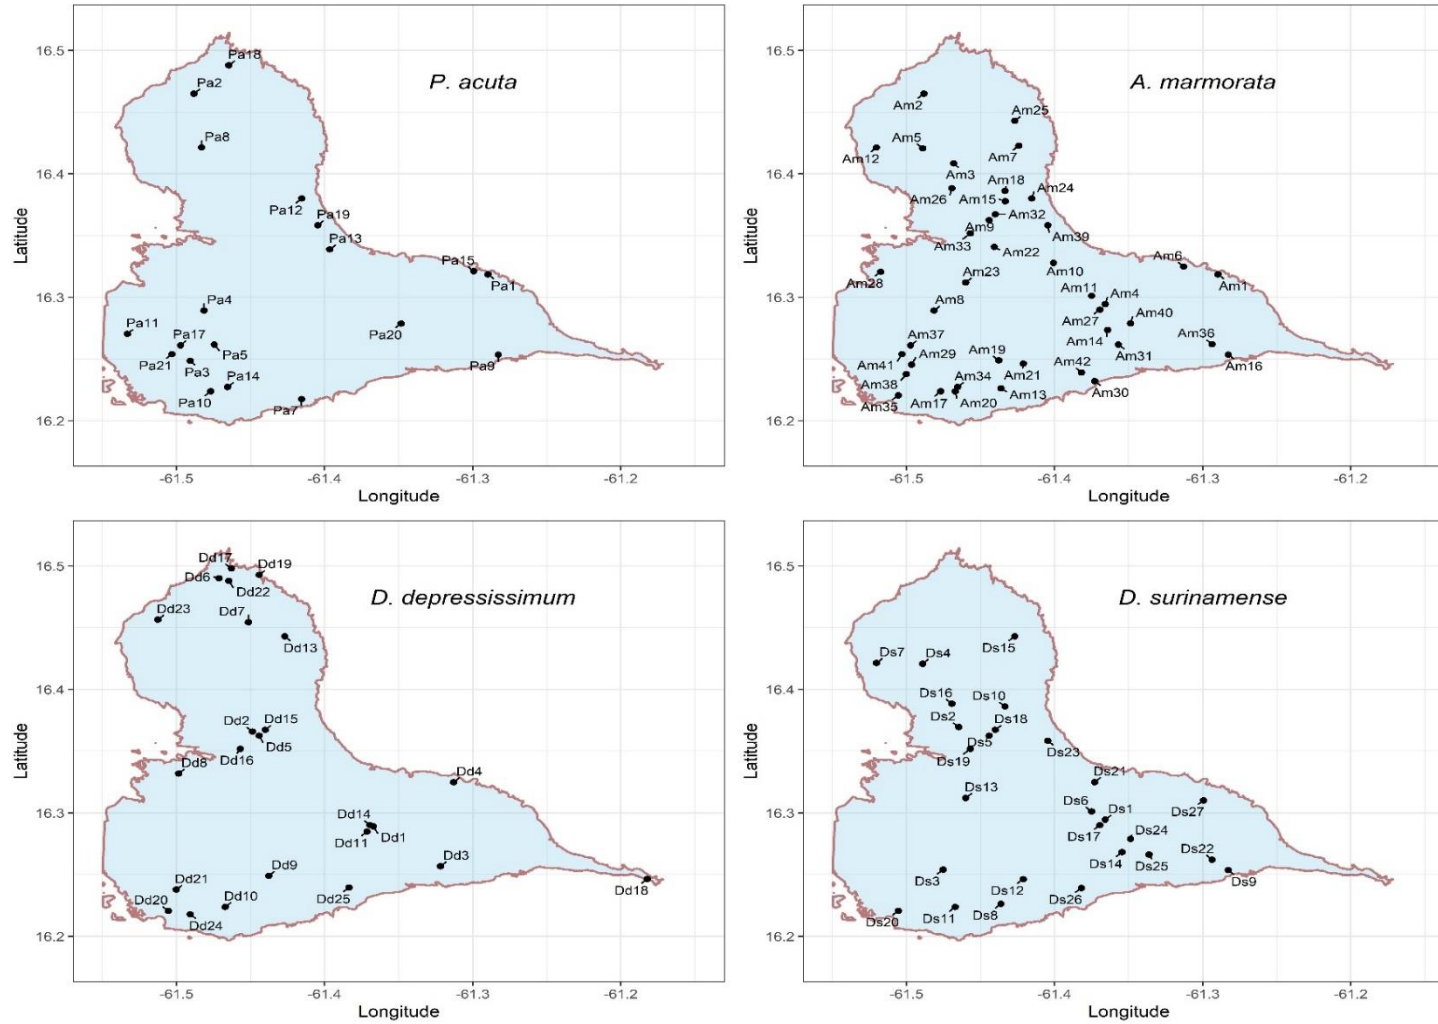 16.5
16.4
16.3
16.2
Latitude
P. acuta
Pa18
Pa2
Pa8
Pa12
Pa19
Pa13
Pa15
Pa1
Pa4
Pa11
Pa17
Pa20
Pa21
Pa5
Pa3
Pa9
Pa14
Pa10
Pa7
-61.5 -61.4 -61.3 -61.2
Longitude
16.5
16.4
16.3
16.2
Latitude
A. marmorata
Am2
Am25
Am5
Am12
Am7
Am3
Am18
Am24
Am26
Am15
Am32
Am9
Am39
Am33
Am22
Am6
Am23
Am10
Am28
Am11
Am4
Am1
Am8
Am27
Am40
Am37
Am14
Am36
Am19
Am31
Am41
Am29
Am42
Am16
Am34
Am21
Am38
Am30
Am35
Am17
Am20
Am13
-61.5 -61.4 -61.3 -61.2
Longitude
16.5
16.4
16.3
16.2
Latitude
D. depressissimum
Dd17
Dd19
Dd6
Dd22
Dd23
Dd7
Dd13
Dd2
Dd15
Dd5
Dd16
Dd8
Dd4
Dd14
Dd1
Dd11
Dd3
Dd9
Dd21
Dd18
Dd20
Dd10
Dd25
Dd24
-61.5 -61.4 -61.3 -61.2
Longitude
16.5
16.4
16.3
16.2
Latitude
D. surinamense
Ds15
Ds7
Ds4
Ds16
Ds10
Ds2
Ds18
Ds5
Ds23
Ds19
Ds21
Ds13
Ds6
Ds1
Ds27
Ds17
Ds24
Ds22
Ds14
Ds25
Ds3
Ds12
Ds9
Ds26
Ds20
Ds11
Ds8
-61.5 -61.4 -61.3 -61.2
Longitude